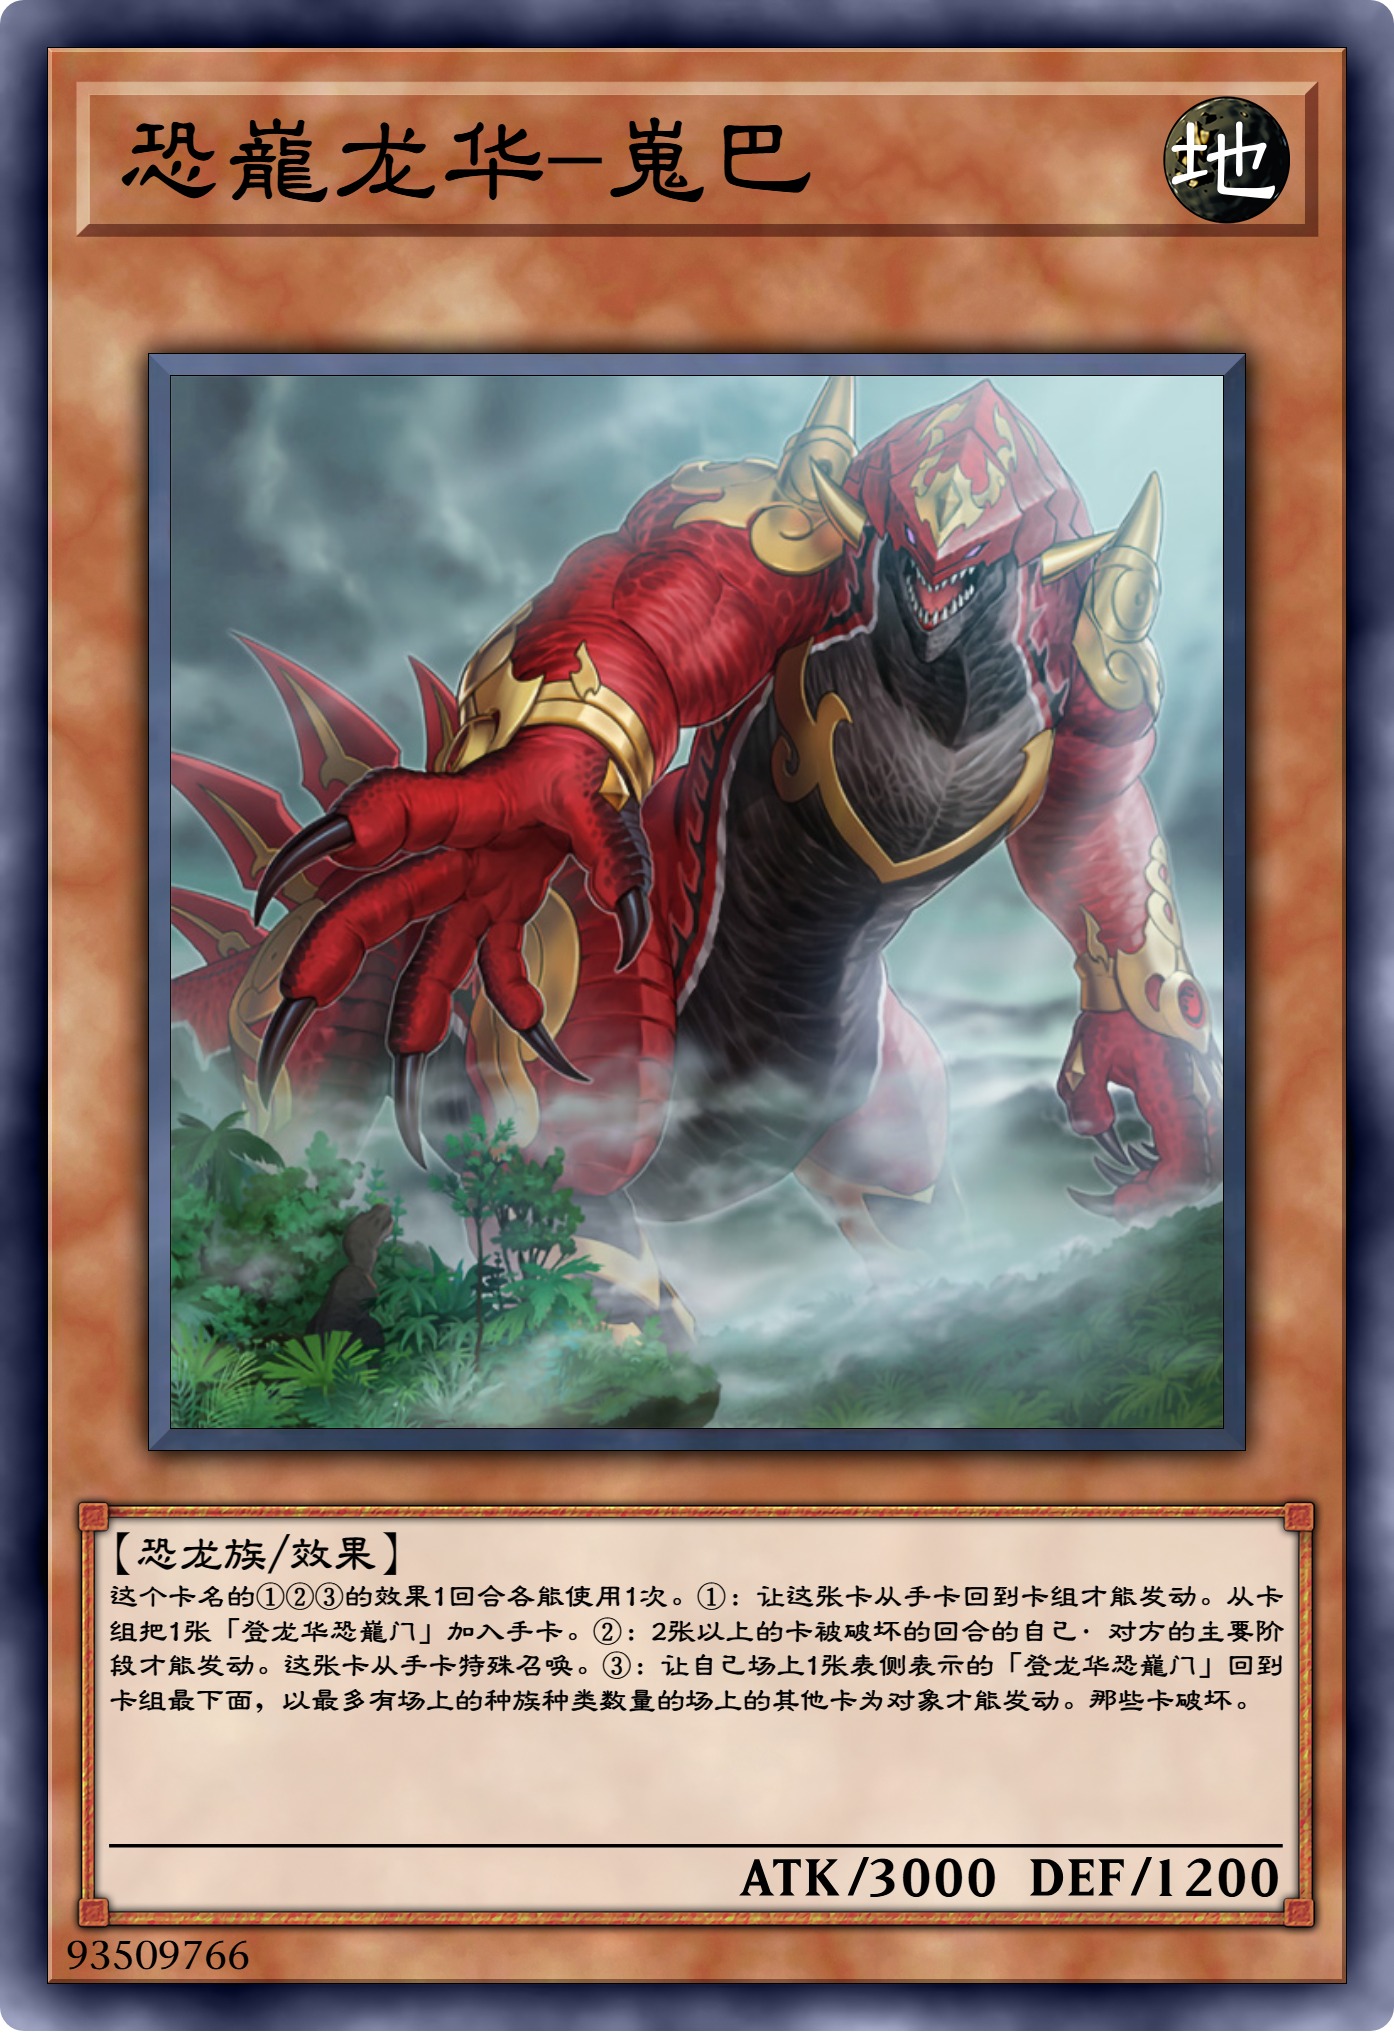 恐龍龙华-嵬巴
地
【恐龙族/效果】
这个卡名的①②③的效果1回合各能使用1次。①：让这张卡从手卡回到卡组才能发动。从卡
组把1张「登龙华恐巃门」加入手卡。②：2张以上的卡被破坏的回合的自己·对方的主要阶
段才能发动。这张卡从手卡特殊召唤。③：让自己场上1张表侧表示的「登龙华恐巃门」回到
卡组最下面，以最多有场上的种族种类数量的场上的其他卡为对象才能发动。那些卡破坏。
ATK/3000 DEF/1200
93509766